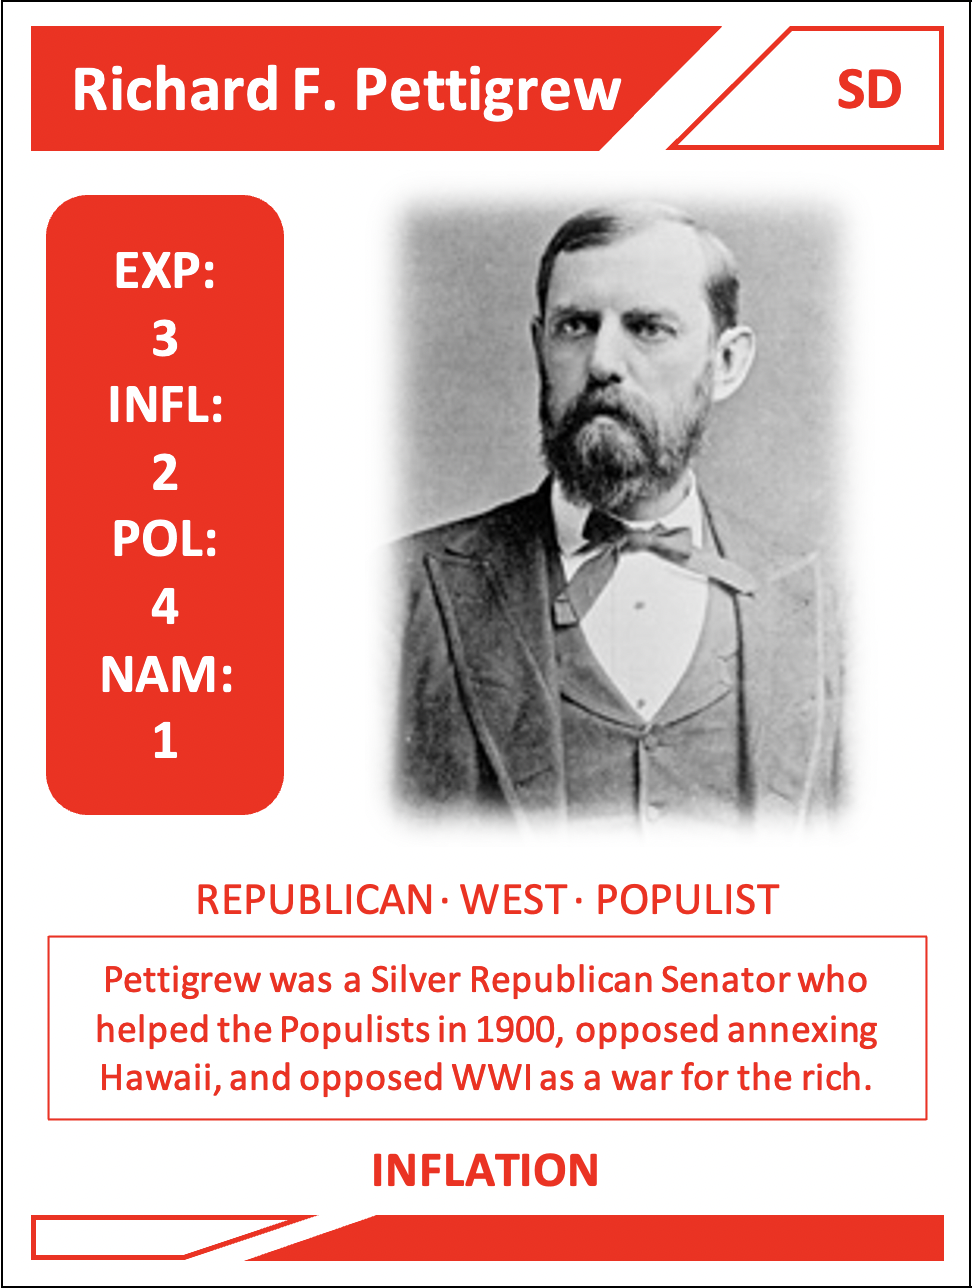 Richard F. Pettigrew
SD
EXP:
3
INFL:
2
POL:
4
NAM:
1
REPUBLICAN · WEST · POPULIST
Pettigrew was a Silver Republican Senator who
helped the Populists in 1900, opposed annexing
Hawaii, and opposed WWI as a war for the rich.
INFLATION